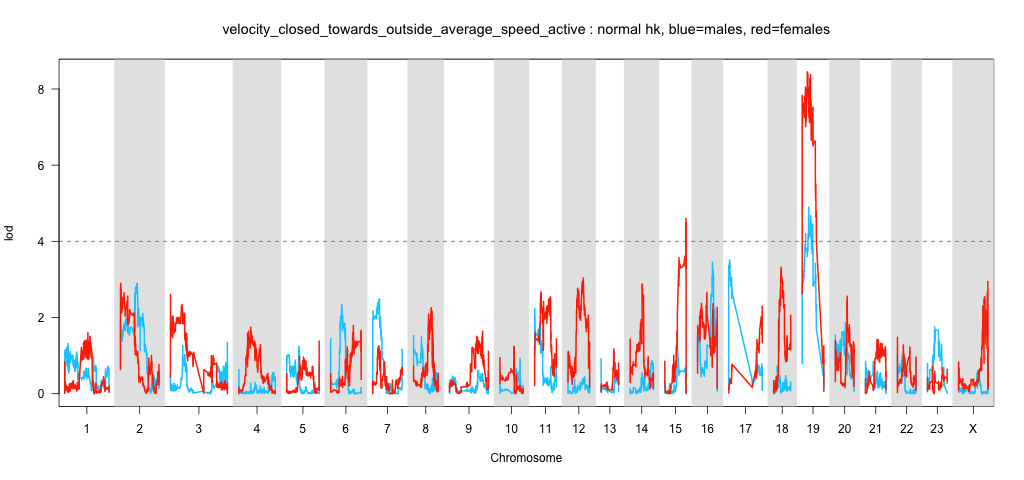 velocity_closed_towards_outside_average_speed_active : normal hk, blue=males, red=females
8
6
4
2
0
lod
1 2 3 4 5 6 7 8 9 10 11 12 13 14 15 16 17 18 19 20 21 22 23 X
Chromosome